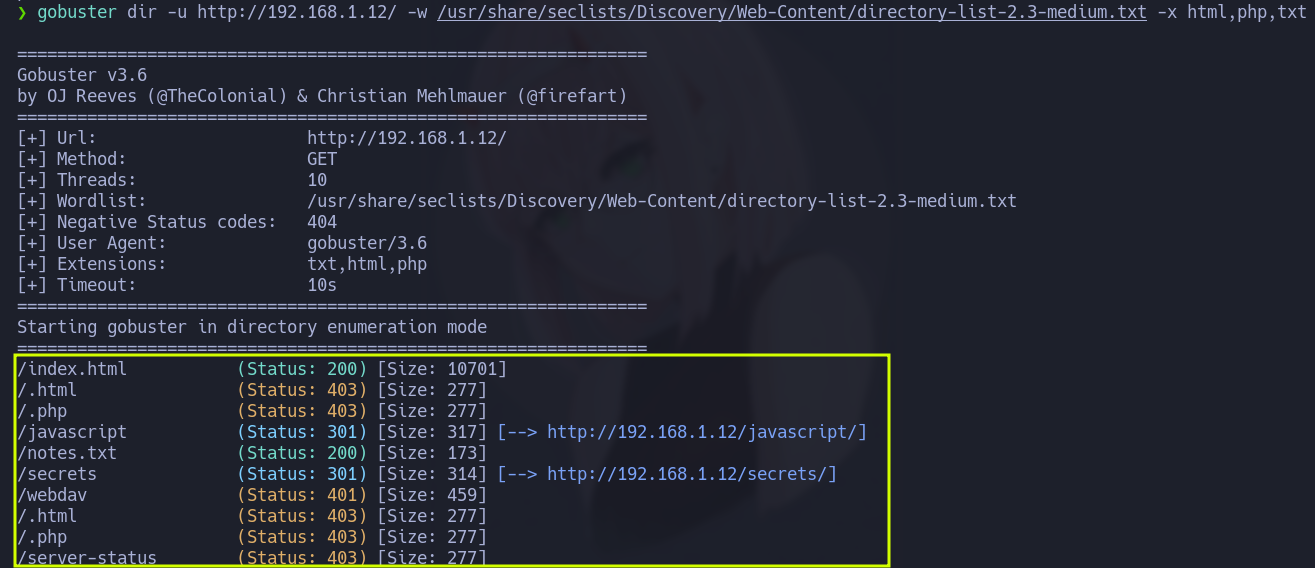 ❯ gobuster dir -u http://192.168.1.12/ -w /usr/share/seclists/Discovery/Web-Content/directory-list-2.3-medium.txt -x html,php,txt
===============================================================
Gobuster v3.6
by OJ Reeves (@TheColonial) & Christian Mehlmauer (@firefart)
===============================================================
[+] Url:                     http://192.168.1.12/
[+] Method:                  GET
[+] Threads:                 10
[+] Wordlist:                /usr/share/seclists/Discovery/Web-Content/directory-list-2.3-medium.txt
[+] Negative Status codes:   404
[+] User Agent:              gobuster/3.6
[+] Extensions:              txt,html,php
[+] Timeout:                 10s
===============================================================
Starting gobuster in directory enumeration mode
===============================================================
/index.html           (Status: 200) [Size: 10701]
/.html                (Status: 403) [Size: 277]
/.php                 (Status: 403) [Size: 277]
/javascript           (Status: 301) [Size: 317] [--> http://192.168.1.12/javascript/]
/notes.txt            (Status: 200) [Size: 173]
/secrets              (Status: 301) [Size: 314] [--> http://192.168.1.12/secrets/]
/webdav               (Status: 401) [Size: 459]
/.html                (Status: 403) [Size: 277]
/.php                 (Status: 403) [Size: 277]
/server-status        (Status: 403) [Size: 277]